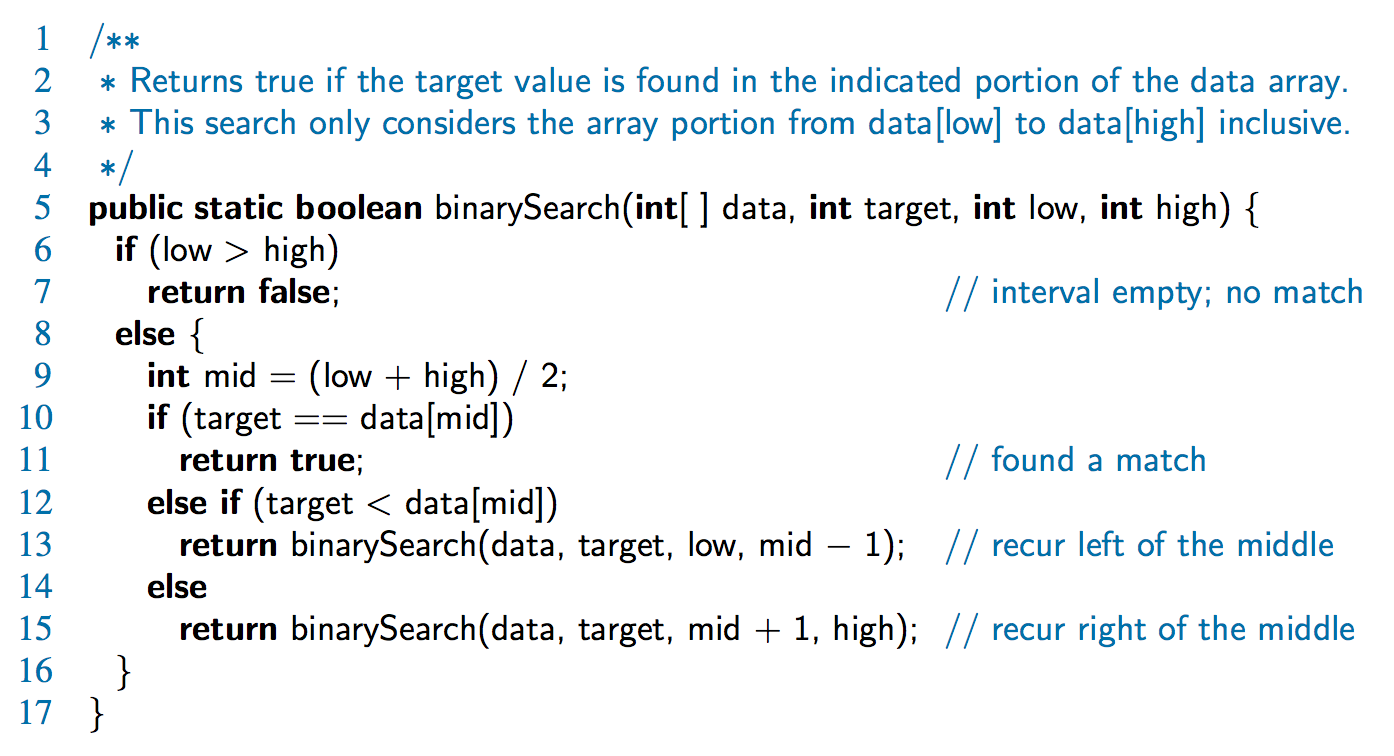 1 /**
2 * Returns true if the target value is found in the indicated portion of the data array.
3 * This search only considers the array portion from data[low] to data[high] inclusive.
4 */
5 public static boolean binarySearch(int[ ] data, int target, int low, int high) {
6 if (low > high)
7 return false; // interval empty; no match
8 else {
9 int mid = (low + high) / 2;
10 if (target == data[mid])
11 return true; // found a match
12 else if (target < data[mid])
13 return binarySearch(data, target, low, mid − 1); // recur left of the middle
14 else
15 return binarySearch(data, target, mid + 1, high); // recur right of the middle
16 }
17 }